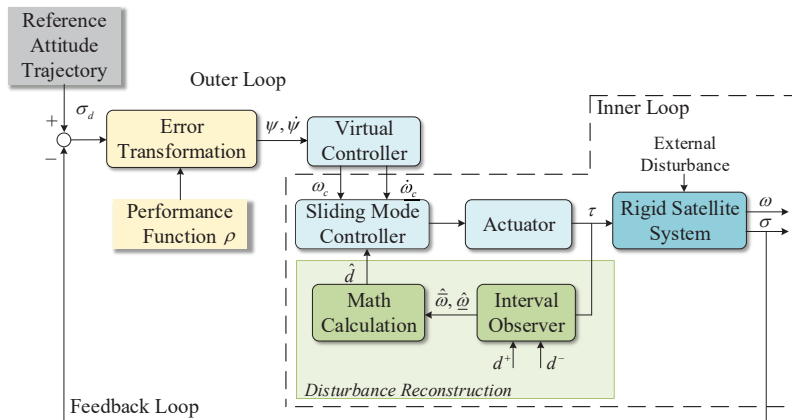 Reference
Attitude
Trajectory
Outer Loop
Inner Loop
+
σ_d
−
Error
Transformation
ψ, ψ̇
Virtual
Controller
External
Disturbance
Performance
Function ρ
ω_c
ω̇_c
Sliding Mode
Controller
Actuator
τ
Rigid Satellite
System
ω
σ
d̂
Math
Calculation
ω̄̂, ω̲̂
Interval
Observer
d⁺
d⁻
Disturbance Reconstruction
Feedback Loop